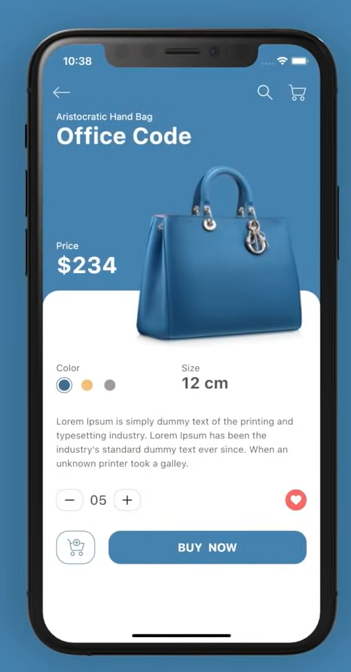 10:38
Aristocratic Hand Bag
Office Code
Price
$234
Color
Size
12 cm
Lorem Ipsum is simply dummy text of the printing and
typesetting industry. Lorem Ipsum has been the
industry's standard dummy text ever since. When an
unknown printer took a galley.
05
BUY NOW